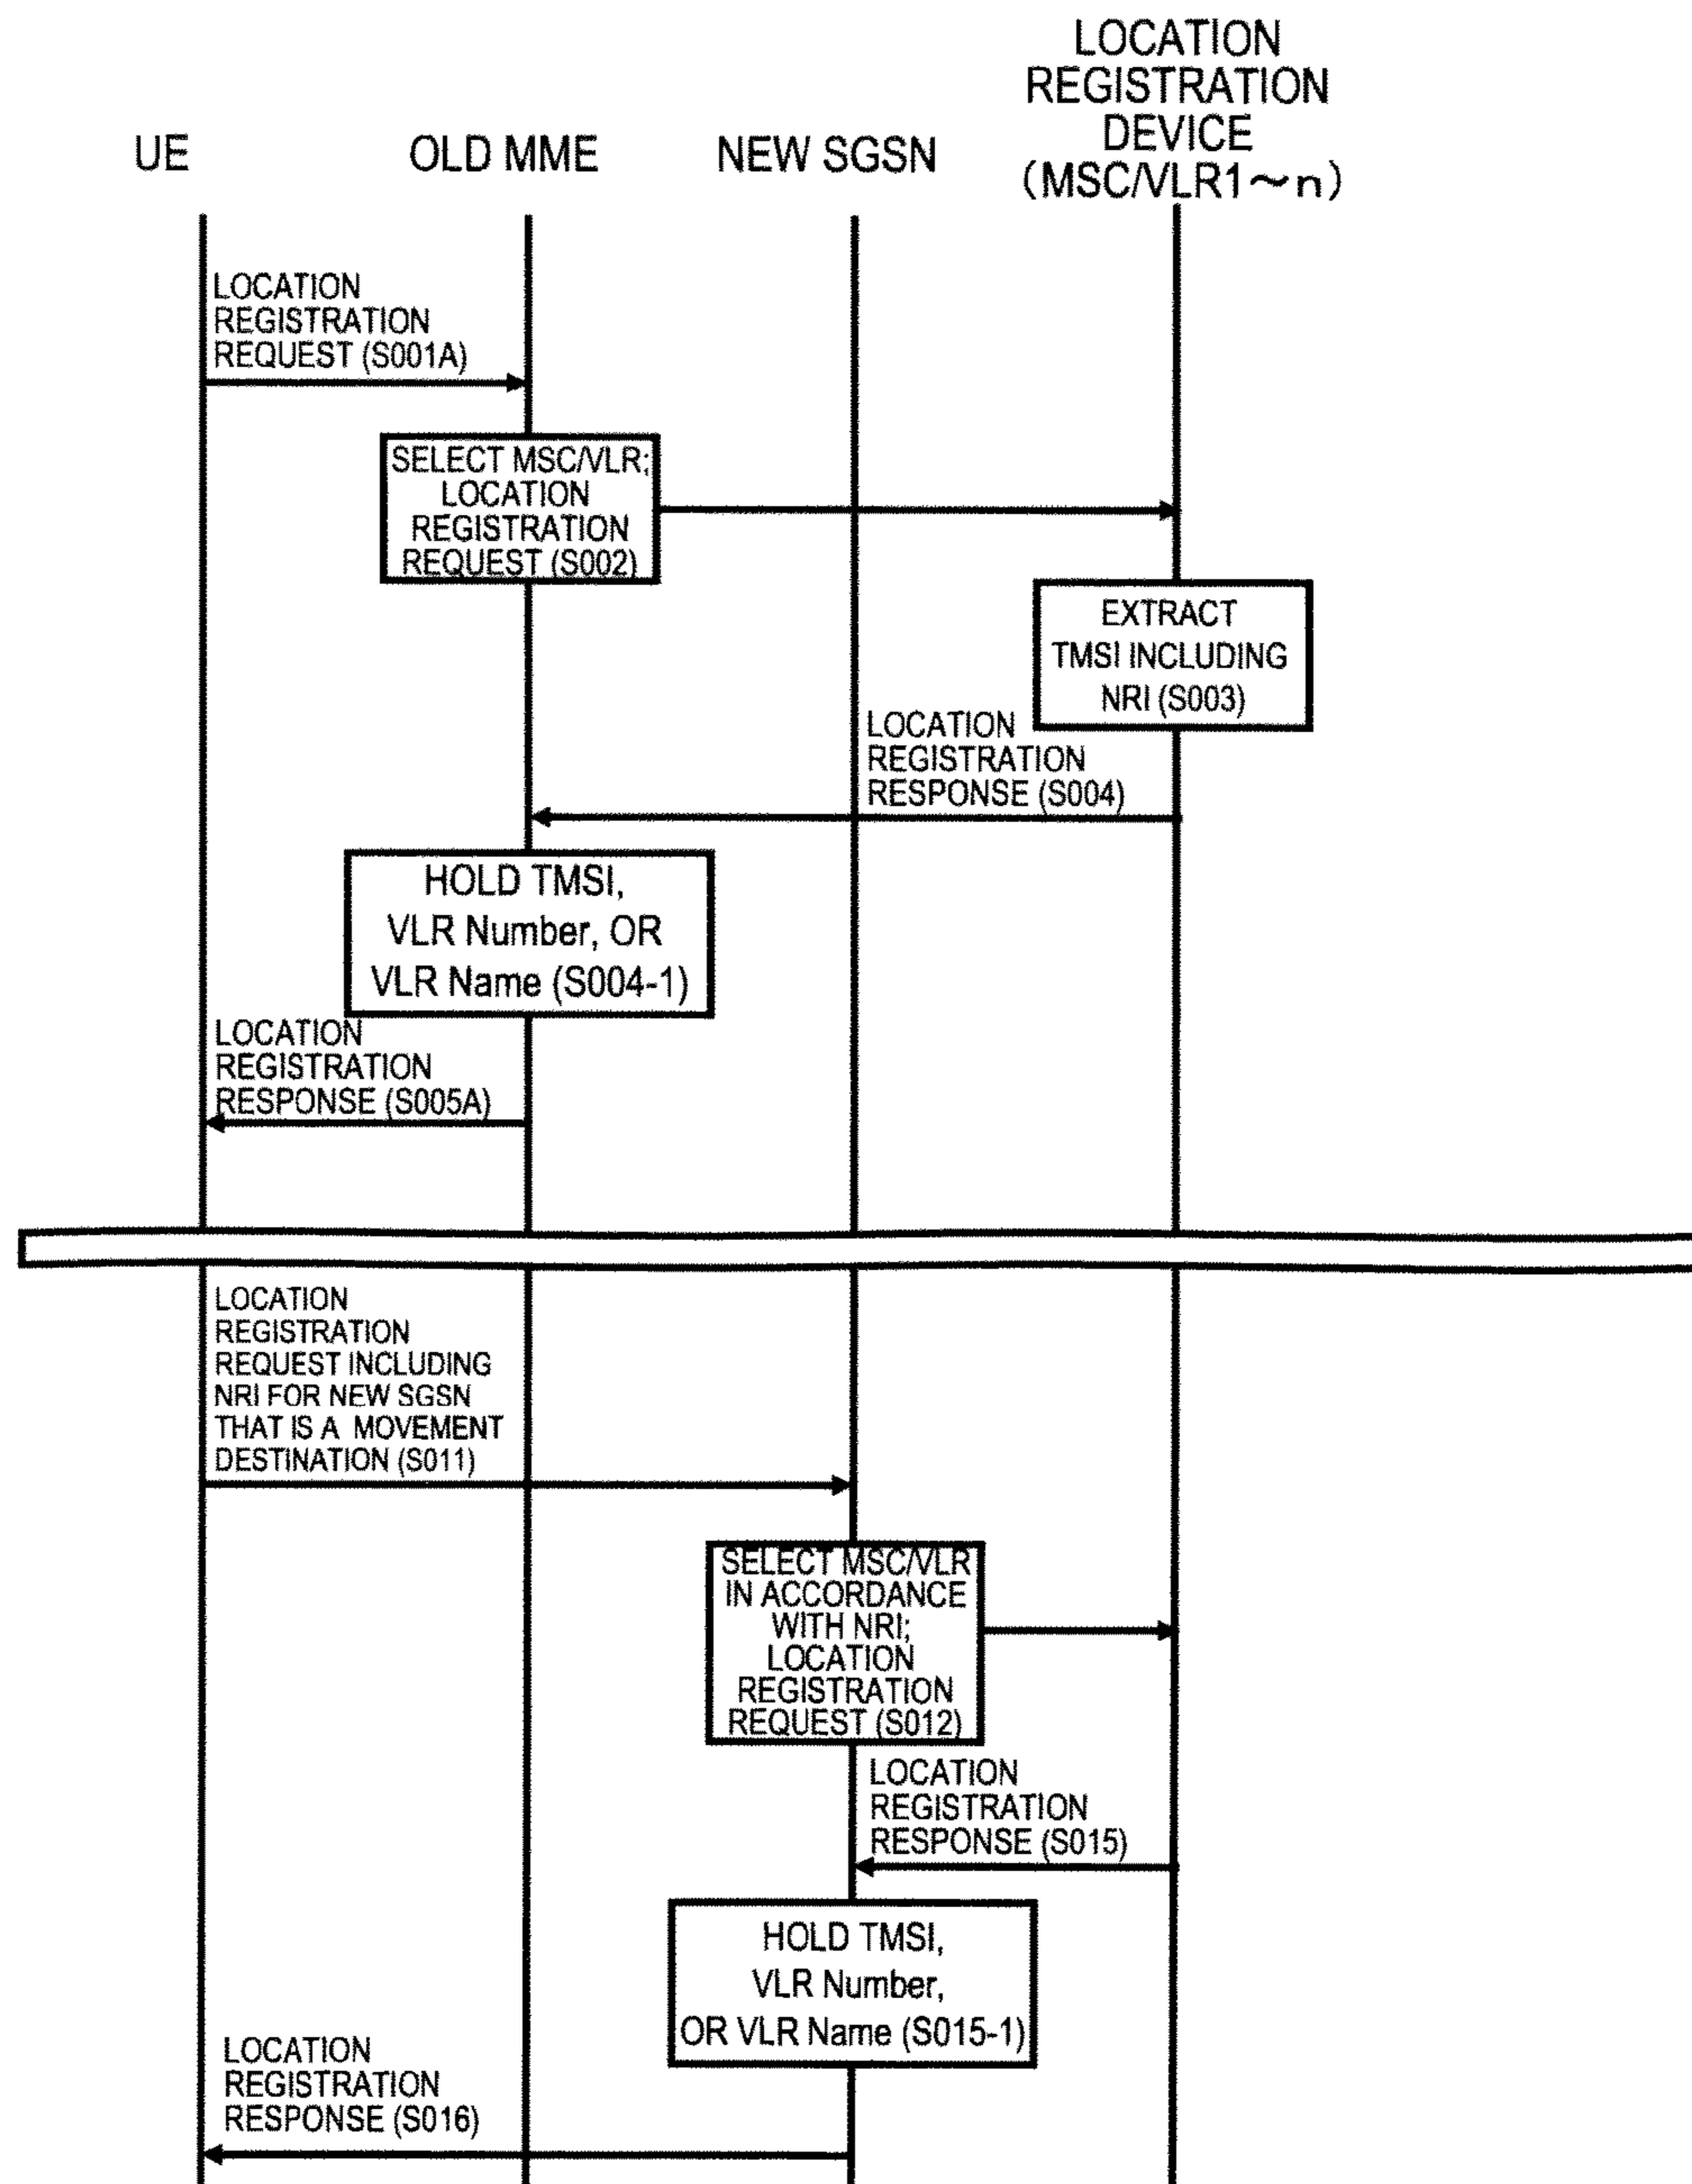 LOCATION
REGISTRATION
DEVICE
(MSC/VLR1～n)
UE
OLD MME
NEW SGSN
LOCATION
REGISTRATION
REQUEST (S001A)
SELECT MSC/VLR;
LOCATION
REGISTRATION
REQUEST (S002)
EXTRACT
TMSI INCLUDING
NRI (S003)
LOCATION
REGISTRATION
RESPONSE (S004)
HOLD TMSI,
VLR Number, OR
VLR Name (S004-1)
LOCATION
REGISTRATION
RESPONSE (S005A)
LOCATION
REGISTRATION
REQUEST INCLUDING
NRI FOR NEW SGSN
THAT IS A MOVEMENT
DESTINATION (S011)
SELECT MSC/VLR
IN ACCORDANCE
WITH NRI;
LOCATION
REGISTRATION
REQUEST (S012)
LOCATION
REGISTRATION
RESPONSE (S015)
HOLD TMSI,
VLR Number,
OR VLR Name (S015-1)
LOCATION
REGISTRATION
RESPONSE (S016)